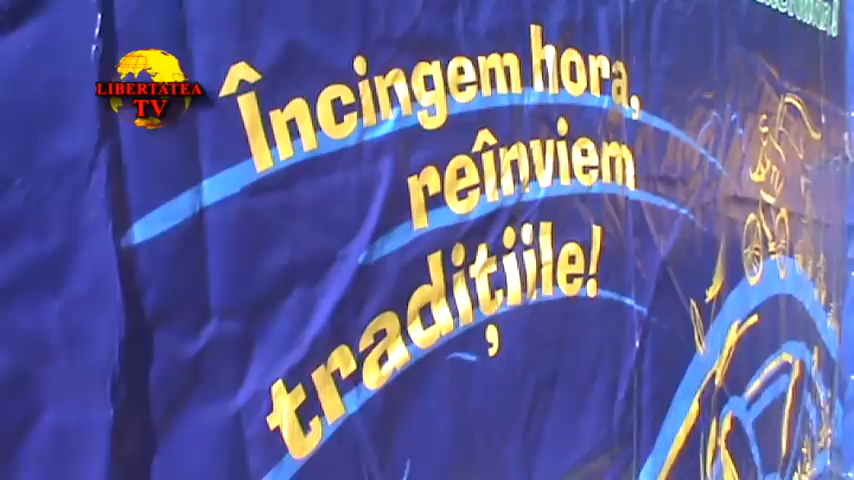 LIBERTATEA
TV
Încingem hora,
reînviem
tradițiile!